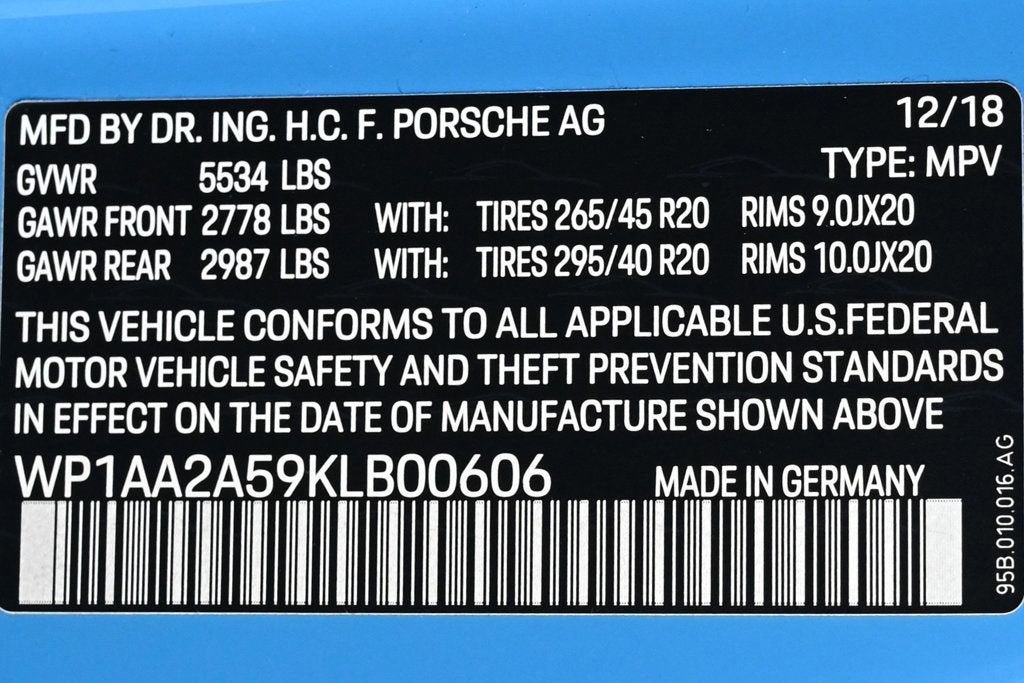 MFD BY DR. ING. H.C. F. PORSCHE AG 12/18
TYPE: MPV
GVWR 5534 LBS
GAWR FRONT 2778 LBS WITH: TIRES 265/45 R20 RIMS 9.0JX20
GAWR REAR 2987 LBS WITH: TIRES 295/40 R20 RIMS 10.0JX20
THIS VEHICLE CONFORMS TO ALL APPLICABLE U.S.FEDERAL
MOTOR VEHICLE SAFETY AND THEFT PREVENTION STANDARDS
IN EFFECT ON THE DATE OF MANUFACTURE SHOWN ABOVE
WP1AA2A59KLB00606 MADE IN GERMANY
95B.010.016.AG